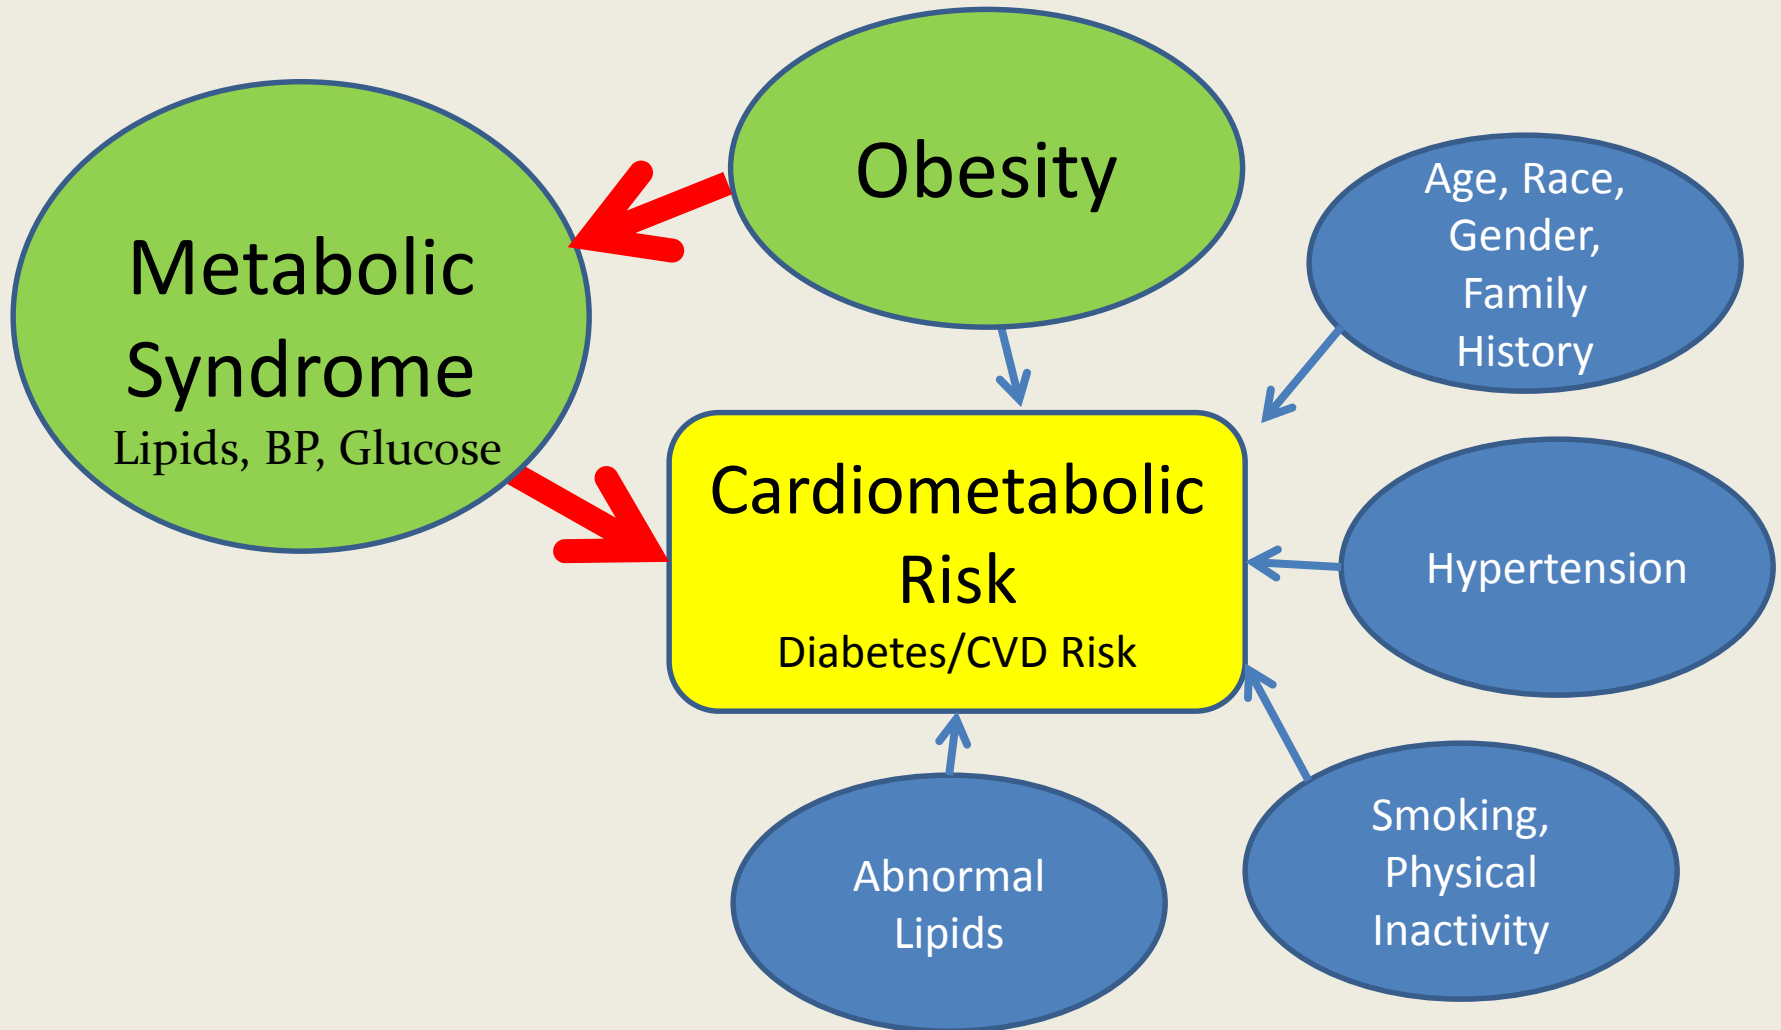 Obesity
Metabolic
Syndrome
Lipids, BP, Glucose
Age, Race,
Gender,
Family
History
Cardiometabolic
Risk
Diabetes/CVD Risk
Hypertension
Abnormal
Lipids
Smoking,
Physical
Inactivity